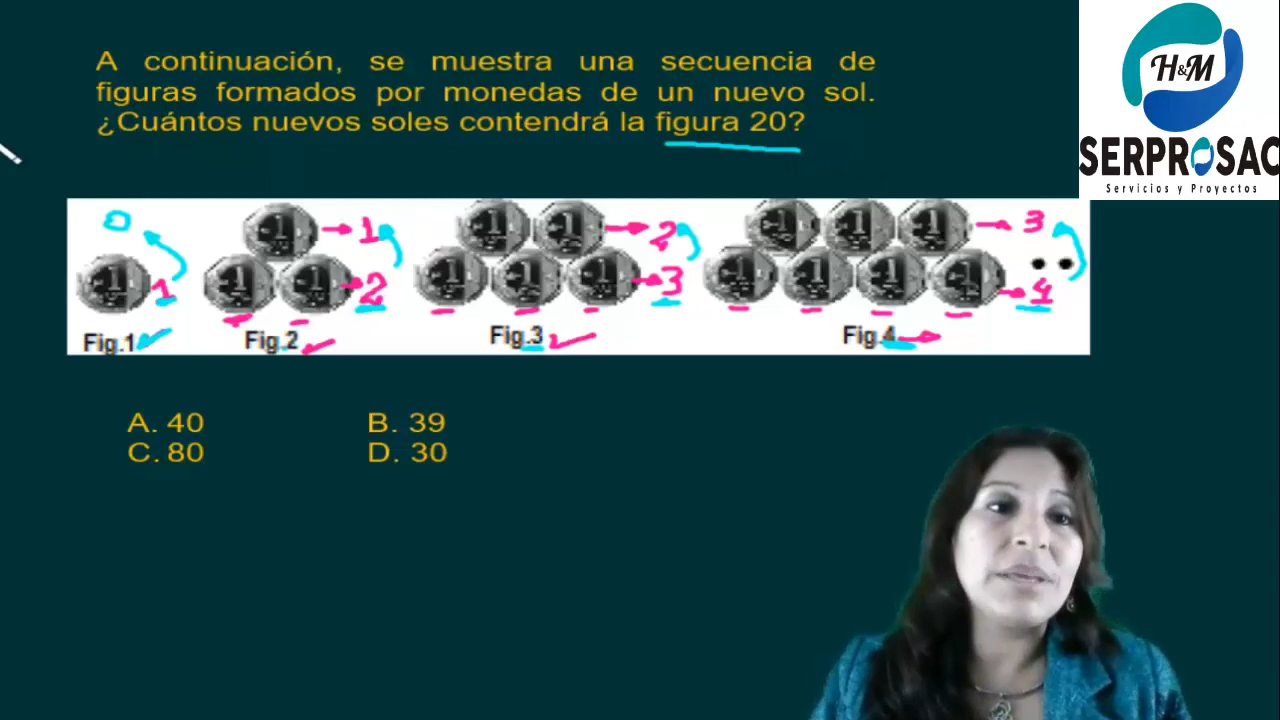 A continuación, se muestra una secuencia de
figuras formados por monedas de un nuevo sol.
¿Cuántos nuevos soles contendrá la figura 20?
H&M
SERPROSAC
Servicios y Proyectos
0
1
2
3
1
2
3
4
Fig.1
Fig.2
Fig.3
Fig.4
A. 40
B. 39
C. 80
D. 30